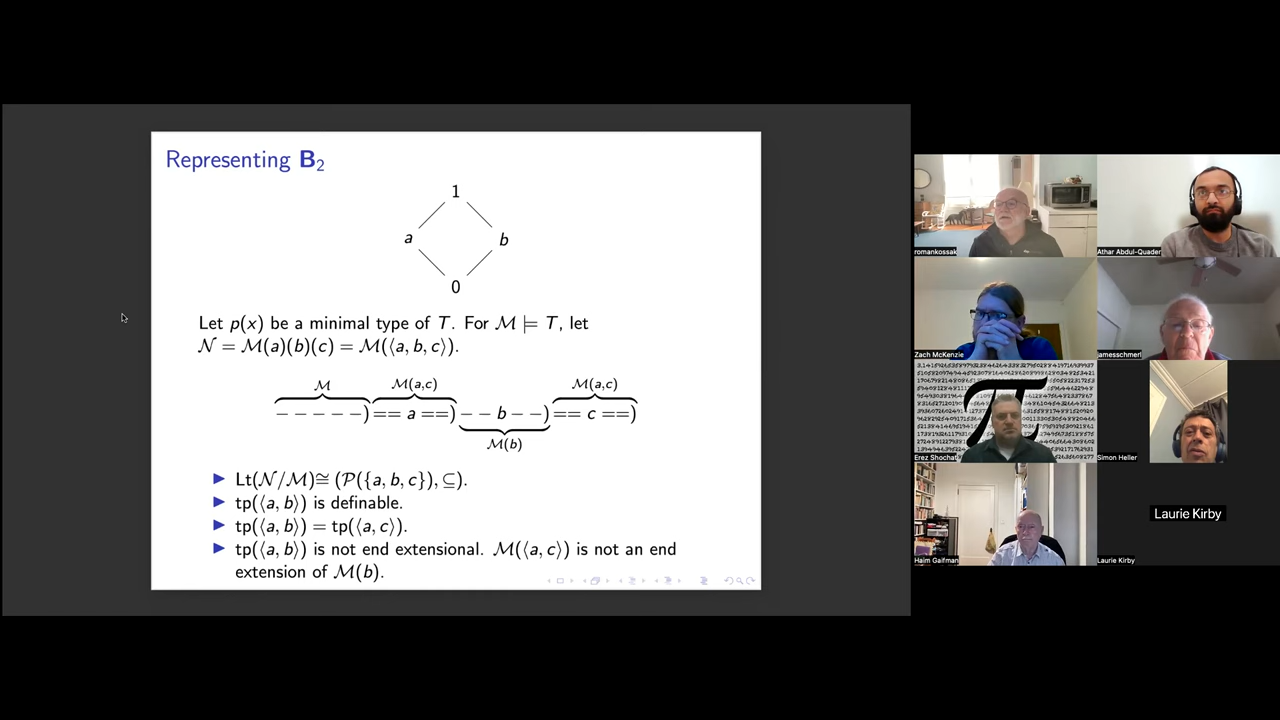 Representing B₂
1
a b
0
Let p(x) be a minimal type of T. For ℳ ⊨ T, let
𝒩 = ℳ(a)(b)(c) = ℳ(⟨a, b, c⟩).
ℳ ℳ(a,c) ℳ(a,c)
− − − − −) == a ==) − − b − −) == c ==)
ℳ(b)
▶ Lt(𝒩/ℳ)≅ (𝒫({a, b, c}), ⊆).
▶ tp(⟨a, b⟩) is definable.
▶ tp(⟨a, b⟩) = tp(⟨a, c⟩).
▶ tp(⟨a, b⟩) is not end extensional. ℳ(⟨a, c⟩) is not an end
extension of ℳ(b).
romankossak
Athar Abdul-Quader
Zach McKenzie
jamesschmerl
Erez Shochat
Simon Heller
Haim Gaifman
Laurie Kirby
Laurie Kirby